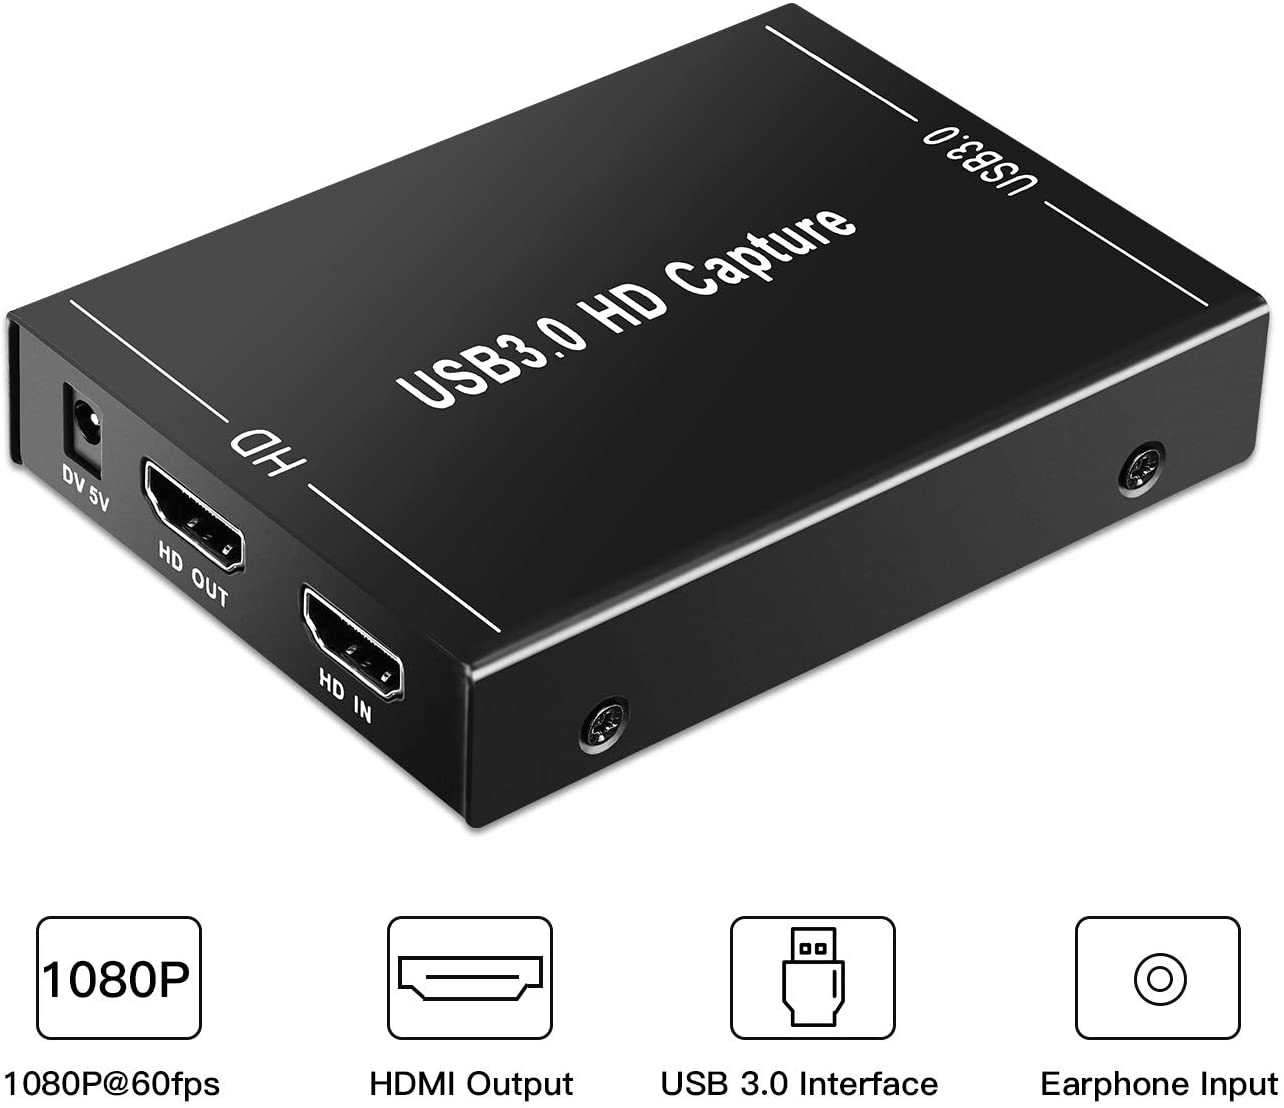 USB3.0
USB3.0 HD Capture
HD
DV 5V
HD OUT
HD IN
1080P
1080P@60fps
HDMI Output
USB 3.0 Interface
Earphone Input